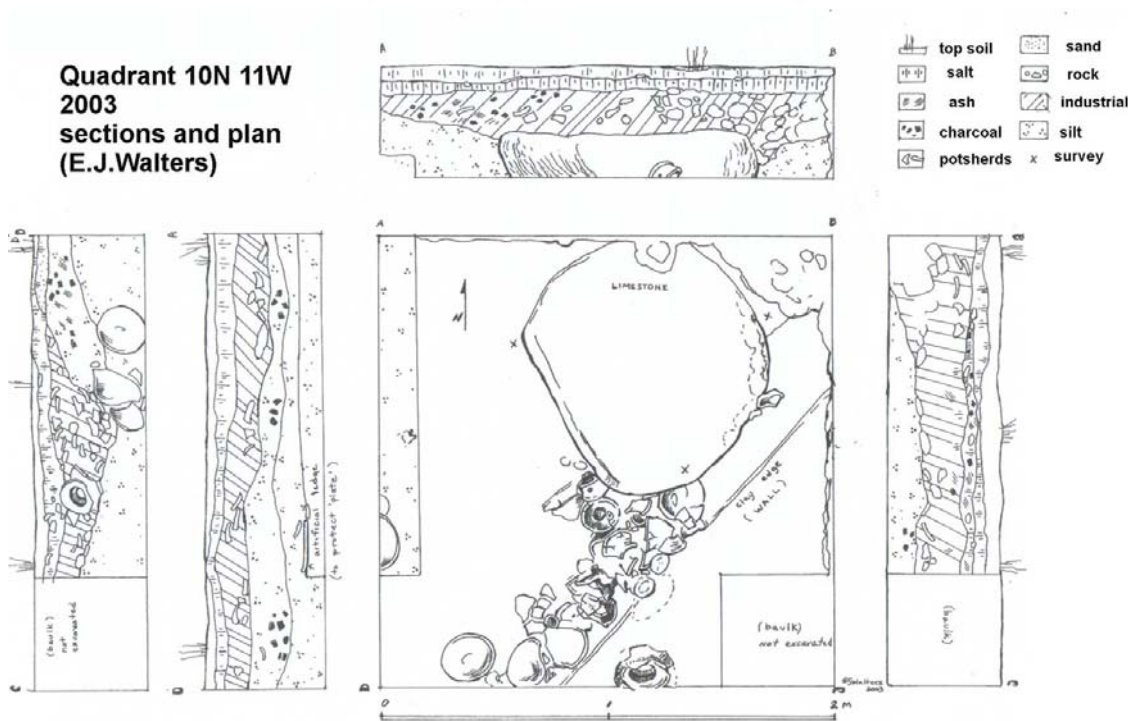 Quadrant 10N 11W
2003
sections and plan
(E.J.Walters)
A
B
top soil
sand
salt
rock
ash
industrial
charcoal
silt
potsherds
x survey
D
A
A
B
B
N
LIMESTONE
x
x
x
clay edge
(WALL)
artificial ledge
(to protect 'plate')
(baulk)
not excavated
(baulk)
not excavated
(baulk)
C
D
D
0
1
2 m
2003